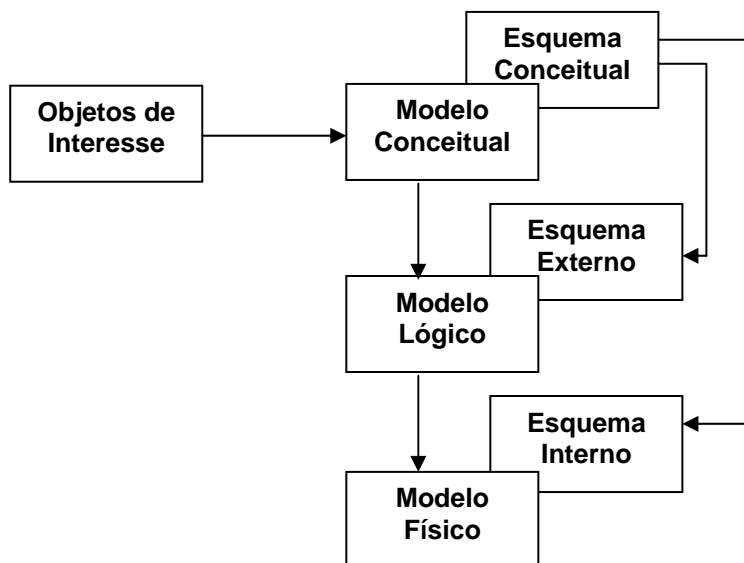 Esquema
Conceitual
Objetos de
Interesse
Modelo
Conceitual
Esquema
Externo
Modelo
Lógico
Esquema
Interno
Modelo
Físico